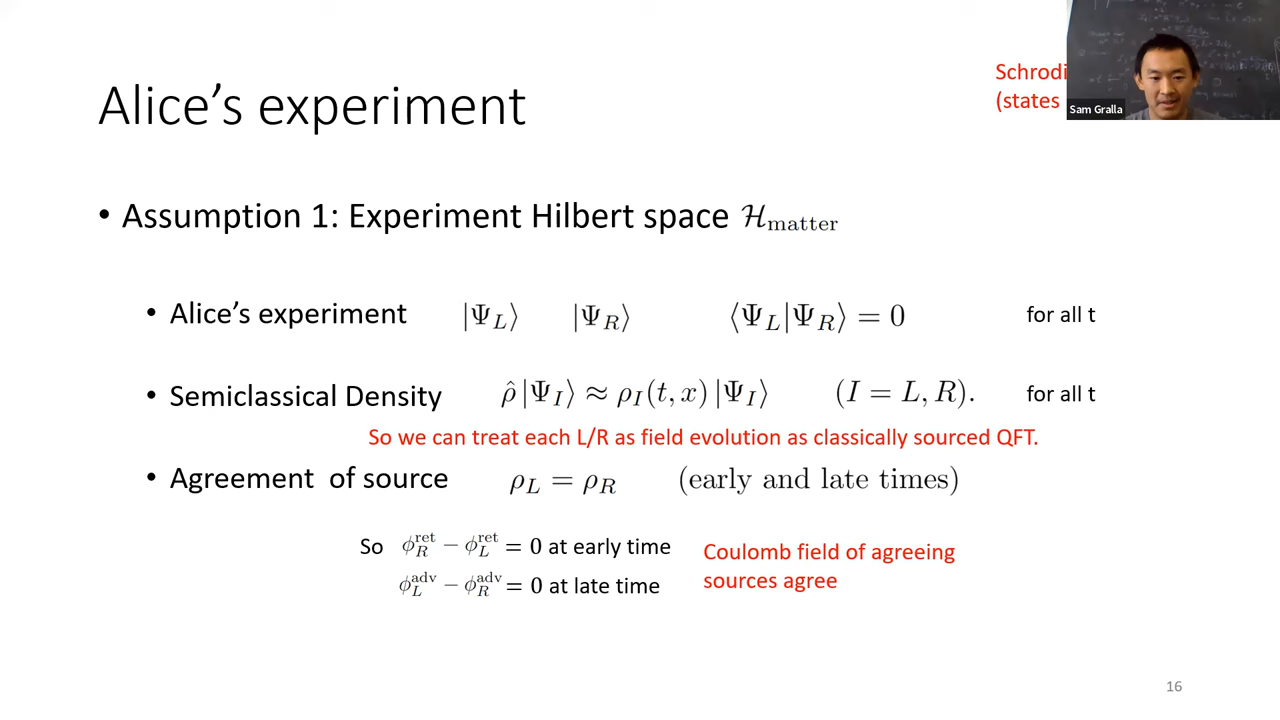 Schrodi
(states
Sam Gralla
Alice's experiment
• Assumption 1: Experiment Hilbert space ℋ_matter
• Alice's experiment |Ψ_L⟩ |Ψ_R⟩ ⟨Ψ_L|Ψ_R⟩ = 0 for all t
• Semiclassical Density ρ̂ |Ψ_I⟩ ≈ ρ_I(t, x) |Ψ_I⟩ (I = L, R). for all t
So we can treat each L/R as field evolution as classically sourced QFT.
• Agreement of source ρ_L = ρ_R (early and late times)
So ϕ_R^ret − ϕ_L^ret = 0 at early time
ϕ_L^adv − ϕ_R^adv = 0 at late time
Coulomb field of agreeing
sources agree
16